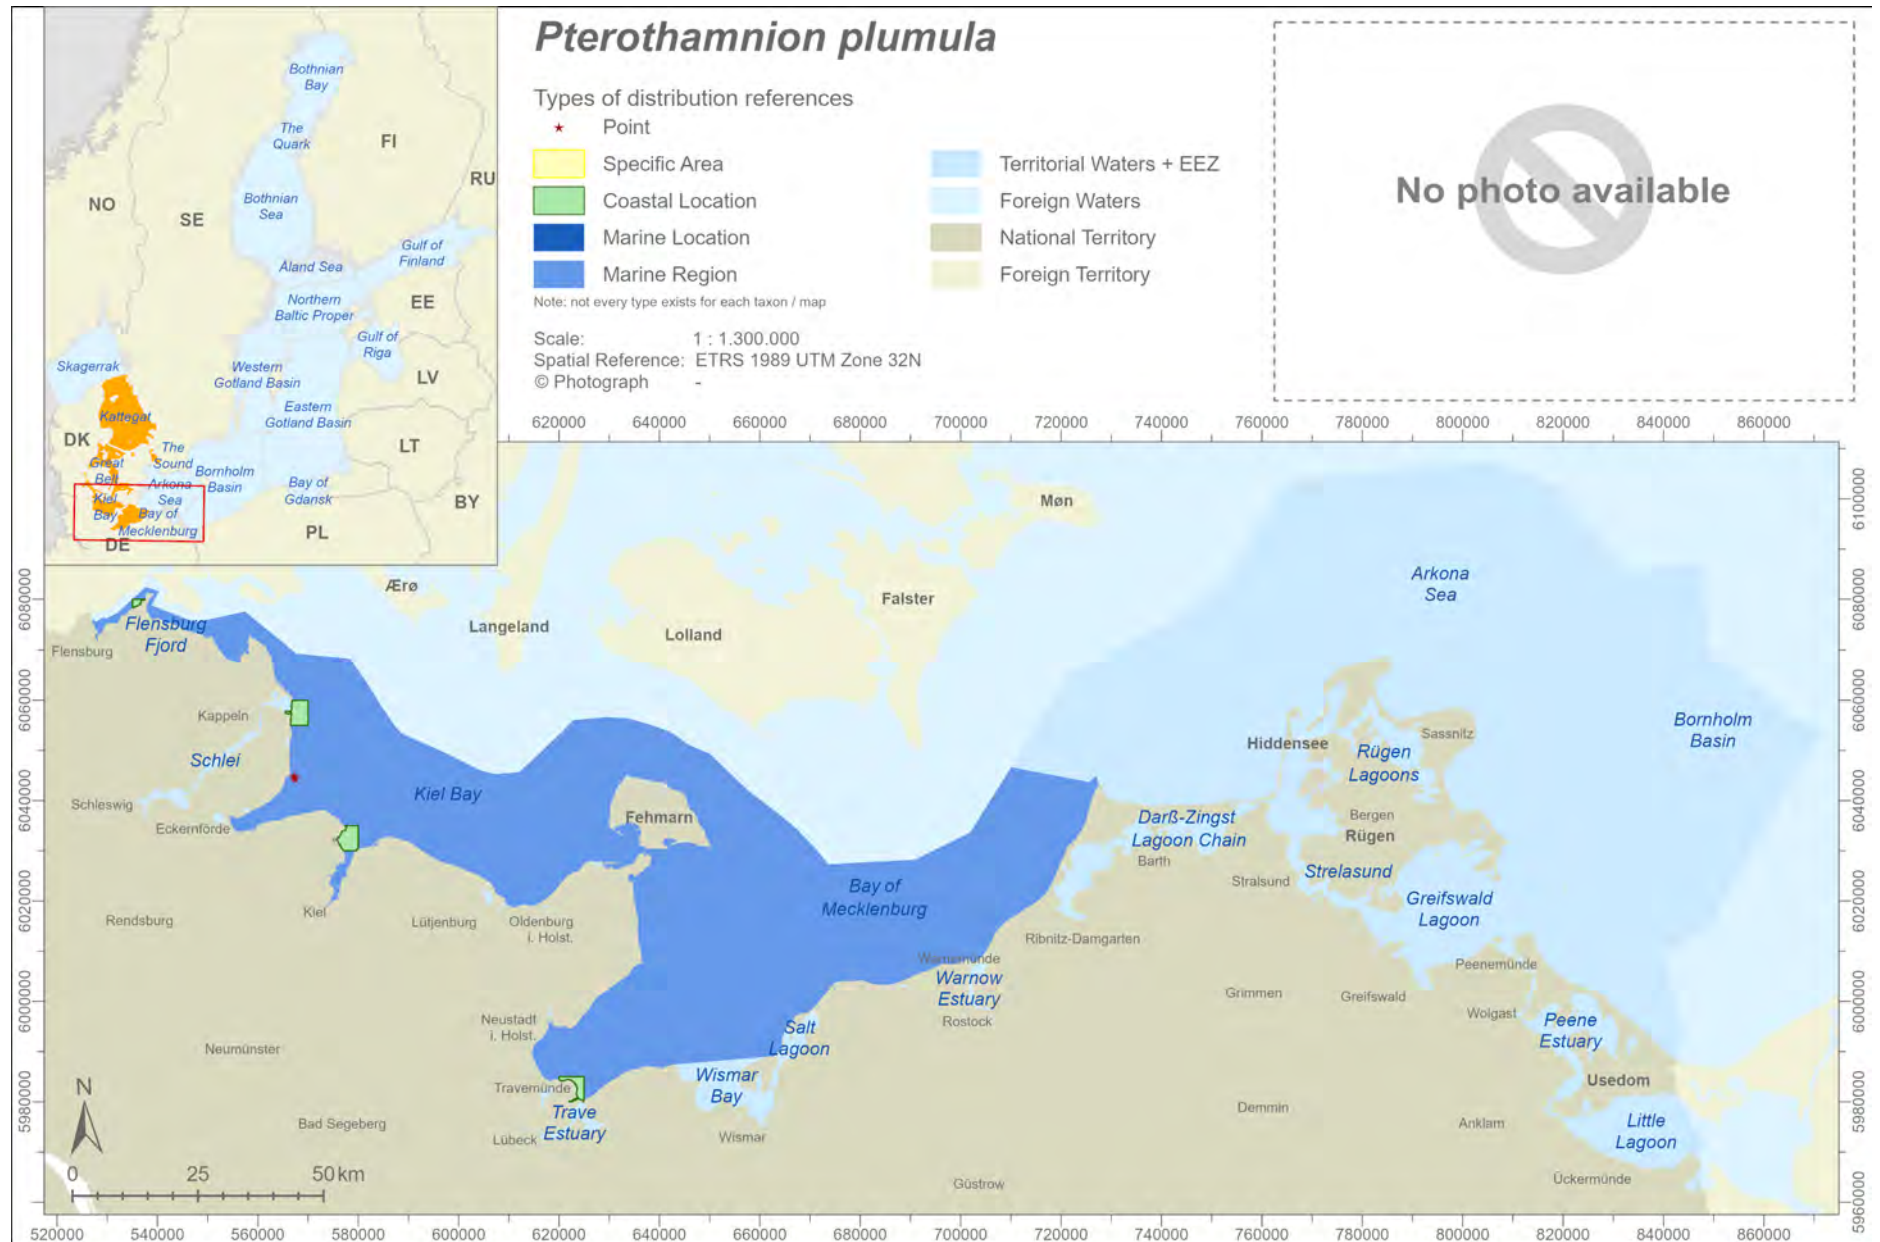 Pterothamnion plumula
Types of distribution references
Point
Specific Area
Coastal Location
Marine Location
Marine Region
Territorial Waters + EEZ
Foreign Waters
National Territory
Foreign Territory
Note: not every type exists for each taxon / map
Scale: 1 : 1.300.000
Spatial Reference: ETRS 1989 UTM Zone 32N
© Photograph -
No photo available
Bothnian
Bay
The
Quark
FI
RU
NO
SE
Bothnian
Sea
Gulf of
Finland
Åland Sea
Northern
Baltic Proper
EE
Gulf of
Riga
Skagerrak
Western
Gotland Basin
LV
Eastern
Gotland Basin
Kattegat
DK
The
Sound
LT
Great
Belt
Bornholm
Basin
Arkona
Sea
Bay of
Gdansk
Kiel
Bay
Bay of
Mecklenburg
BY
PL
DE
620000 640000 660000 680000 700000 720000 740000 760000 780000 800000 820000 840000 860000
6100000
6080000
6060000
6040000
6020000
6000000
5980000
5960000
6080000
6060000
6040000
6020000
6000000
5980000
Møn
Ærø
Langeland
Lolland
Falster
Arkona
Sea
Flensburg
Fjord
Flensburg
Kappeln
Schlei
Schleswig
Eckernförde
Kiel Bay
Fehmarn
Hiddensee
Sassnitz
Rügen
Lagoons
Bornholm
Basin
Bergen
Rügen
Darß-Zingst
Lagoon Chain
Barth
Stralsund
Strelasund
Greifswald
Lagoon
Bay of
Mecklenburg
Rendsburg
Kiel
Lütjenburg
Oldenburg
i. Holst.
Ribnitz-Damgarten
Warnemünde
Warnow
Estuary
Rostock
Peenemünde
Grimmen
Greifswald
Wolgast
Peene
Estuary
Neustadt
i. Holst.
Neumünster
Salt
Lagoon
Wismar
Bay
Travemünde
Trave
Estuary
Usedom
Demmin
Anklam
Little
Lagoon
Bad Segeberg
Lübeck
Wismar
Güstrow
Ückermünde
N
0 25 50 km
520000 540000 560000 580000 600000 620000 640000 660000 680000 700000 720000 740000 760000 780000 800000 820000 840000 860000